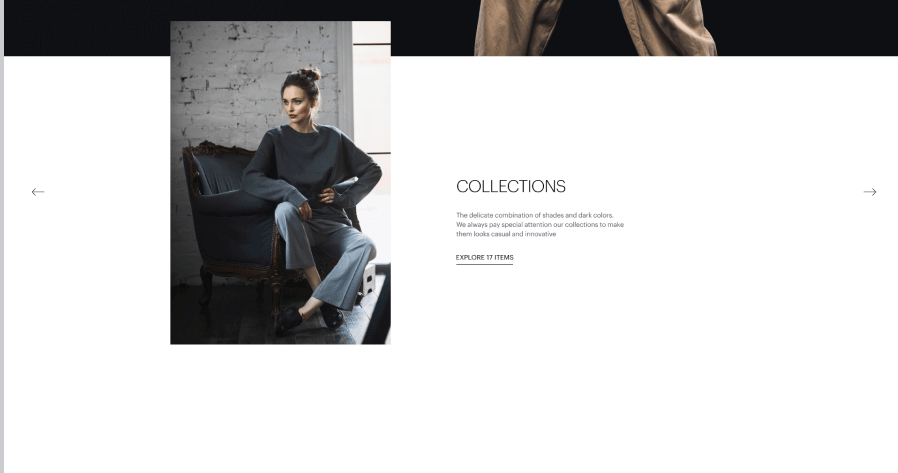 COLLECTIONS
The delicate combination of shades and dark colors.
We always pay special attention our collections to make
them looks casual and innovative
EXPLORE 17 ITEMS